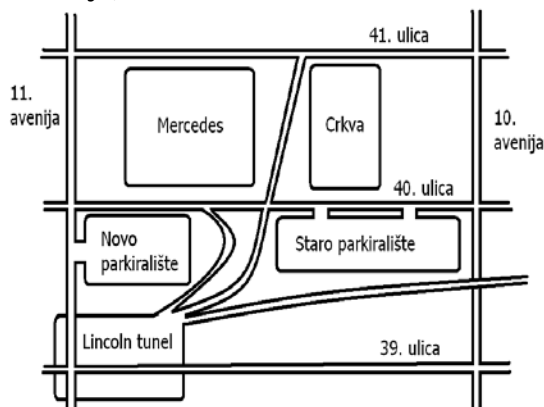 41. ulica
11.
avenija
Mercedes
Crkva
10.
avenija
40. ulica
Novo
parkiralište
Staro parkiralište
Lincoln tunel
39. ulica